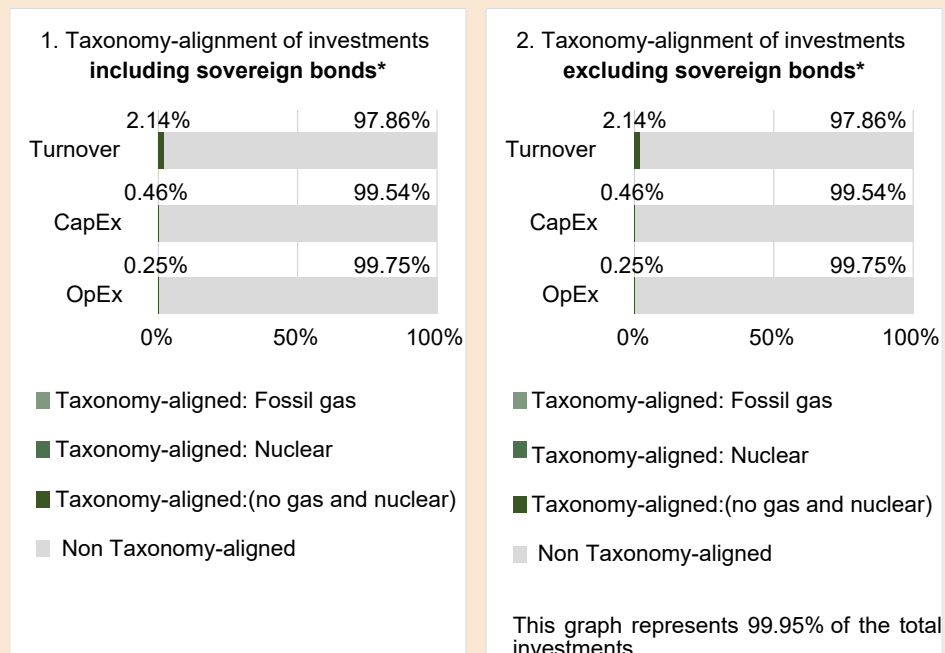 1. Taxonomy-alignment of investments
including sovereign bonds*
2.14% 97.86%
Turnover
0.46% 99.54%
CapEx
0.25% 99.75%
OpEx
0% 50% 100%
Taxonomy-aligned: Fossil gas
Taxonomy-aligned: Nuclear
Taxonomy-aligned:(no gas and nuclear)
Non Taxonomy-aligned
2. Taxonomy-alignment of investments
excluding sovereign bonds*
2.14% 97.86%
Turnover
0.46% 99.54%
CapEx
0.25% 99.75%
OpEx
0% 50% 100%
Taxonomy-aligned: Fossil gas
Taxonomy-aligned: Nuclear
Taxonomy-aligned:(no gas and nuclear)
Non Taxonomy-aligned
This graph represents 99.95% of the total
investments